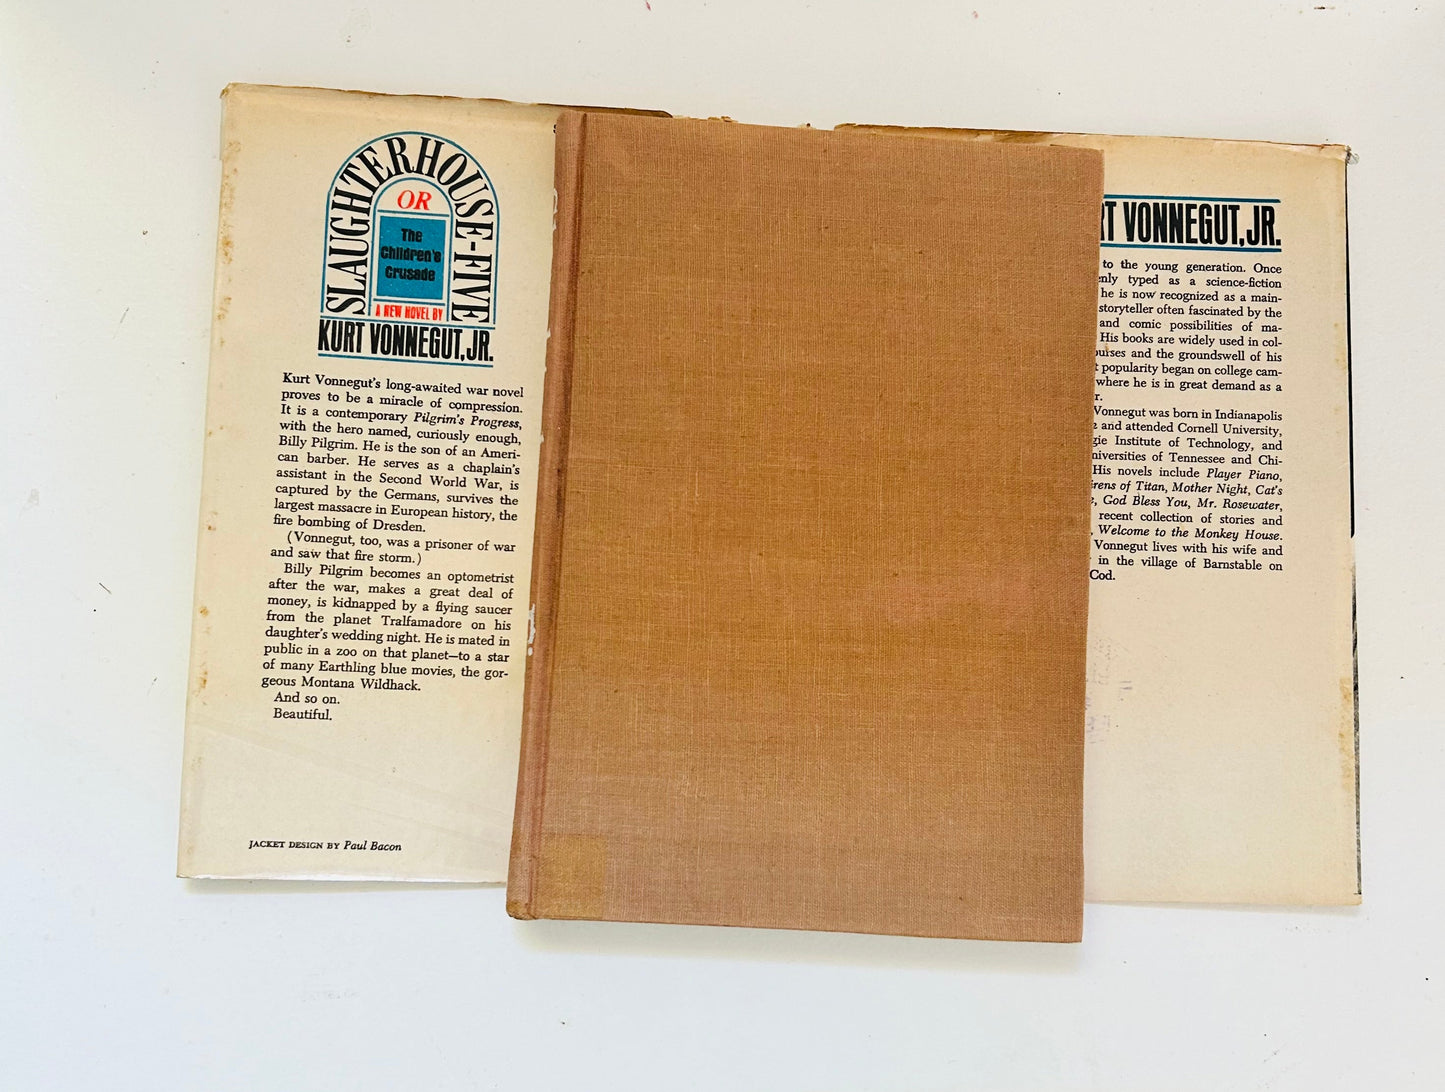 SLAUGHTERHOUSE-FIVE
OR
The
Children's
Crusade
A NEW NOVEL BY
KURT VONNEGUT, JR.
Kurt Vonnegut's long-awaited war novel
proves to be a miracle of compression.
It is a contemporary Pilgrim's Progress,
with the hero named, curiously enough,
Billy Pilgrim. He is the son of an Ameri-
can barber. He serves as a chaplain's
assistant in the Second World War, is
captured by the Germans, survives the
largest massacre in European history, the
fire bombing of Dresden.
(Vonnegut, too, was a prisoner of war
and saw that fire storm.)
Billy Pilgrim becomes an optometrist
after the war, makes a great deal of
money, is kidnapped by a flying saucer
from the planet Tralfamadore on his
daughter's wedding night. He is mated in
public in a zoo on that planet—to a star
of many Earthling blue movies, the gor-
geous Montana Wildhack.
And so on.
Beautiful.
JACKET DESIGN BY Paul Bacon
RT VONNEGUT, JR.
to the young generation. Once
enly typed as a science-fiction
he is now recognized as a main-
storyteller often fascinated by the
and comic possibilities of ma-
His books are widely used in col-
ourses and the groundswell of his
t popularity began on college cam-
where he is in great demand as a
r.
Vonnegut was born in Indianapolis
2 and attended Cornell University,
gie Institute of Technology, and
niversities of Tennessee and Chi-
His novels include Player Piano,
irens of Titan, Mother Night, Cat's
e, God Bless You, Mr. Rosewater,
recent collection of stories and
, Welcome to the Monkey House.
Vonnegut lives with his wife and
in the village of Barnstable on
Cod.